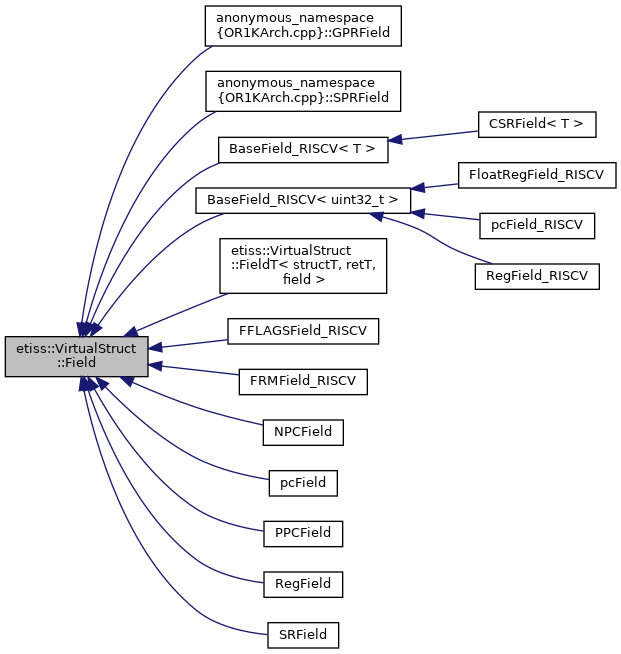 anonymous_namespace
{OR1KArch.cpp}::GPRField
anonymous_namespace
{OR1KArch.cpp}::SPRField
CSRField< T >
BaseField_RISCV< T >
FloatRegField_RISCV
BaseField_RISCV< uint32_t >
pcField_RISCV
etiss::VirtualStruct
::FieldT< structT, retT,
field >
RegField_RISCV
FFLAGSField_RISCV
etiss::VirtualStruct
::Field
FRMField_RISCV
NPCField
pcField
PPCField
RegField
SRField